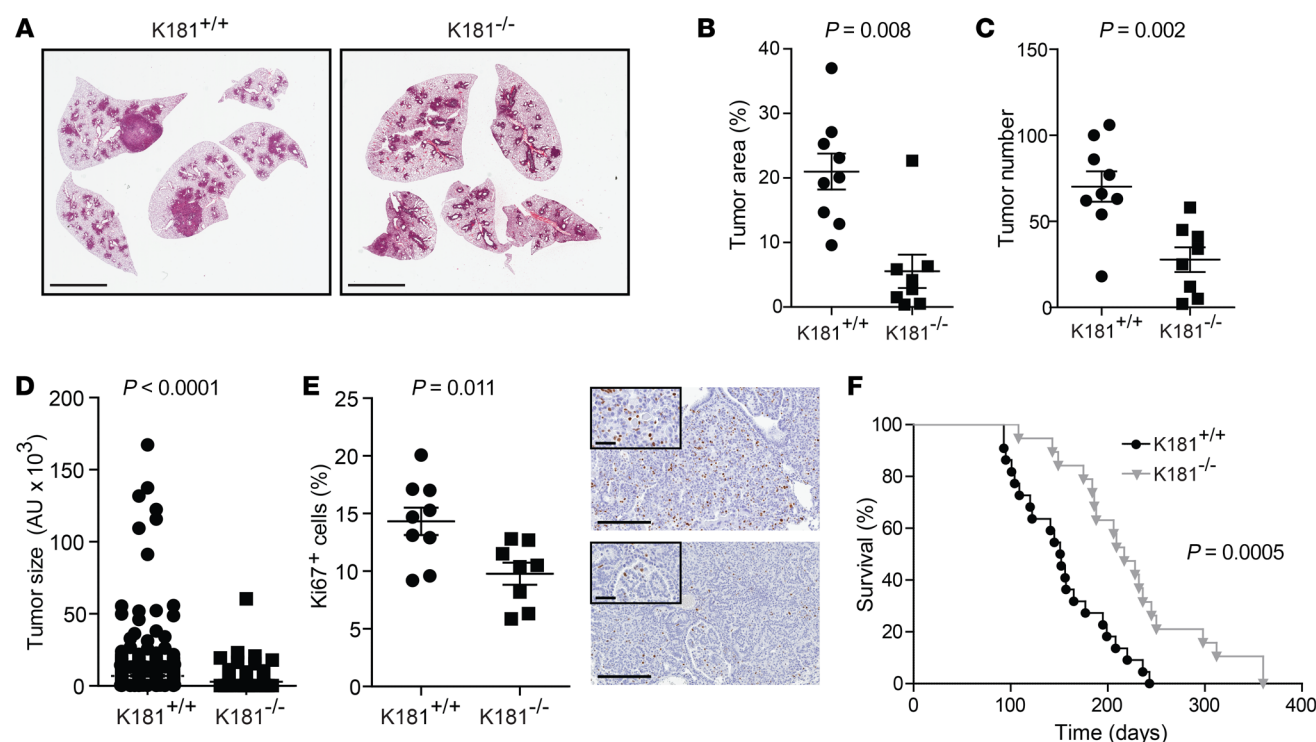 A
K181+/+
K181-/-
B
P = 0.008
Tumor area (%)
40
30
20
10
0
K181+/+
K181-/-
C
P = 0.002
Tumor number
150
100
50
0
K181+/+
K181-/-
D
P < 0.0001
Tumor size (AU x 10³)
200
150
100
50
0
K181+/+
K181-/-
E
P = 0.011
Ki67+ cells (%)
25
20
15
10
5
0
K181+/+
K181-/-
F
Survival (%)
100
80
60
40
20
0
K181+/+
K181-/-
P = 0.0005
0
100
200
300
400
Time (days)